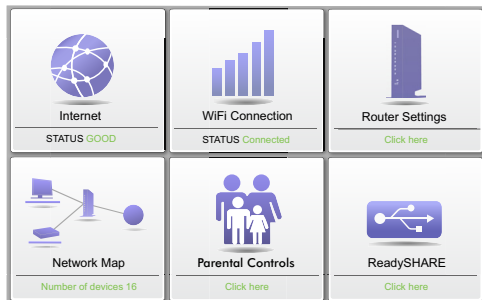 Internet
STATUS GOOD
WiFi Connection
STATUS Connected
Router Settings
Click here
Network Map
Number of devices 16
Parental Controls
Click here
ReadySHARE
Click here